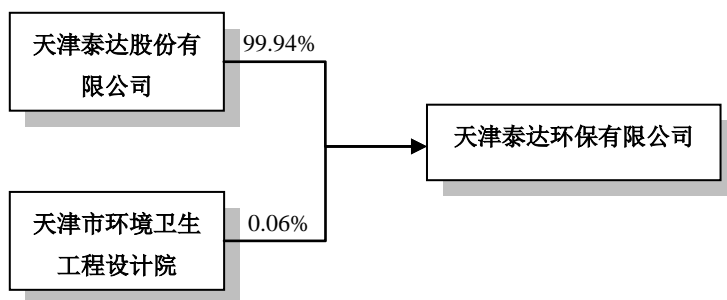 天津泰达股份有
限公司
99.94%
天津泰达环保有限公司
天津市环境卫生
工程设计院
0.06%